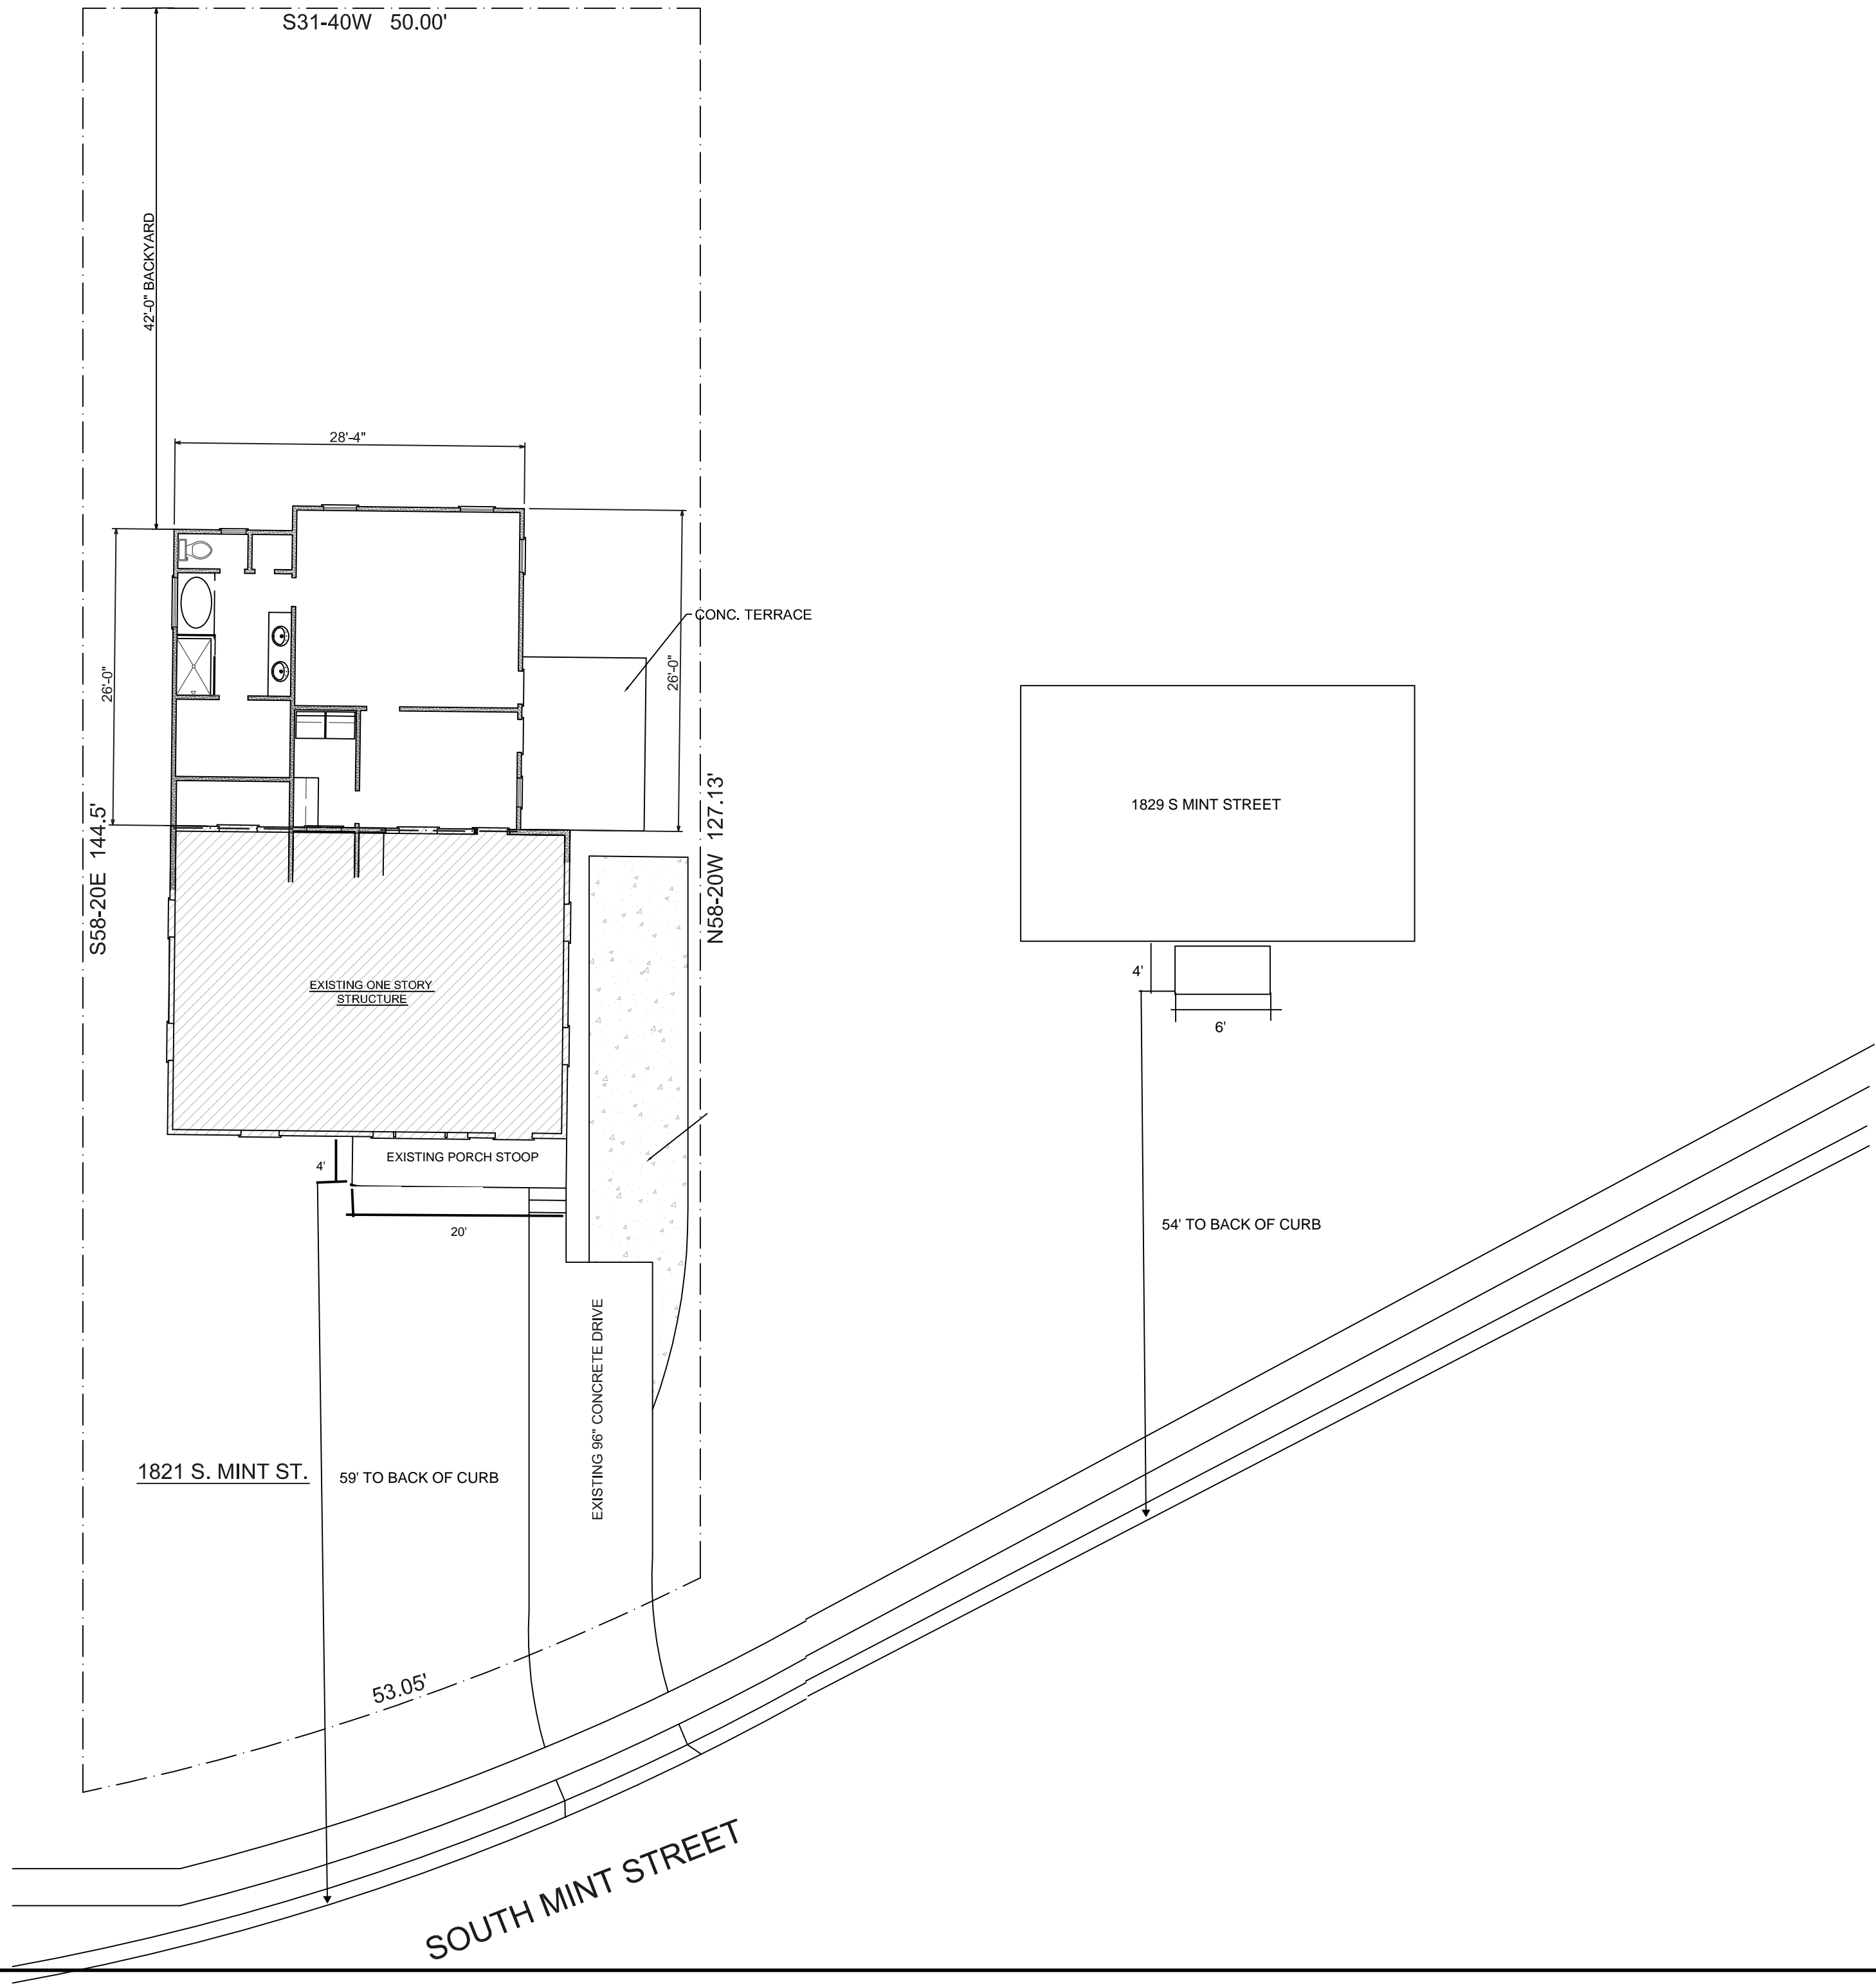 S31-40W 50.00'
42'-0" BACKYARD
28'-4"
CONC. TERRACE
26'-0"
26'-0"
1829 S MINT STREET
S58-20E 144.5'
N58-20W 127.13'
4'
EXISTING ONE STORY
STRUCTURE
6'
EXISTING PORCH STOOP
4'
20'
54' TO BACK OF CURB
EXISTING 96" CONCRETE DRIVE
1821 S. MINT ST.
59' TO BACK OF CURB
53.05'
SOUTH MINT STREET